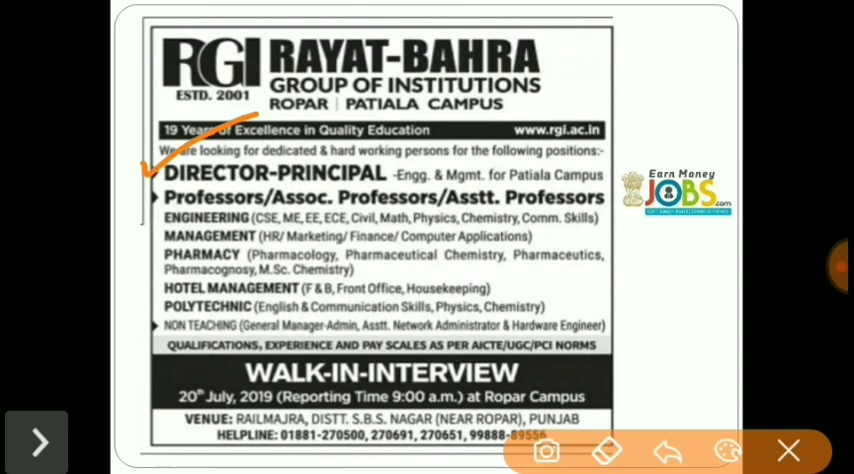 RGI
ESTD. 2001
RAYAT-BAHRA
GROUP OF INSTITUTIONS
ROPAR | PATIALA CAMPUS
19 Years of Excellence in Quality Education www.rgi.ac.in
We are looking for dedicated & hard working persons for the following positions:-
DIRECTOR-PRINCIPAL -Engg. & Mgmt. for Patiala Campus
Professors/Assoc. Professors/Asstt. Professors
ENGINEERING (CSE, ME, EE, ECE, Civil, Math, Physics, Chemistry, Comm. Skills)
MANAGEMENT (HR/ Marketing/ Finance/ Computer Applications)
PHARMACY (Pharmacology, Pharmaceutical Chemistry, Pharmaceutics,
Pharmacognosy, M.Sc. Chemistry)
HOTEL MANAGEMENT (F & B, Front Office, Housekeeping)
POLYTECHNIC (English & Communication Skills, Physics, Chemistry)
NON TEACHING (General Manager-Admin, Asstt. Network Administrator & Hardware Engineer)
QUALIFICATIONS, EXPERIENCE AND PAY SCALES AS PER AICTE/UGC/PCI NORMS
WALK-IN-INTERVIEW
20th July, 2019 (Reporting Time 9:00 a.m.) at Ropar Campus
VENUE: RAILMAJRA, DISTT. S.B.S. NAGAR (NEAR ROPAR), PUNJAB
HELPLINE: 01881-270500, 270691, 270651, 99888-89556
Earn Money
JOBS.com